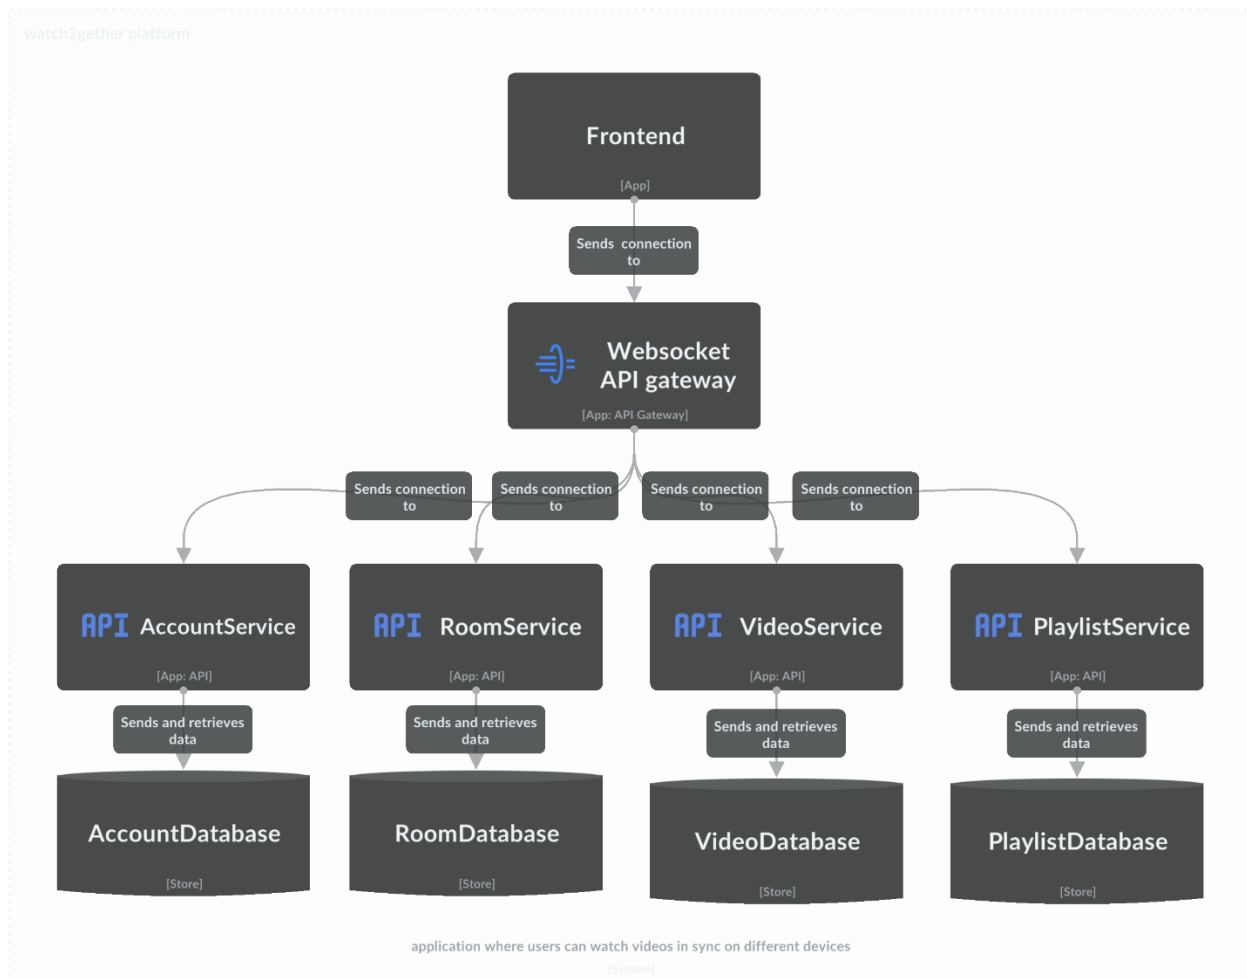 watch2gether platform
Frontend
[App]
Sends connection
to
Websocket
API gateway
[App: API Gateway]
Sends connection
to
Sends connection
to
Sends connection
to
Sends connection
to
API AccountService
[App: API]
API RoomService
[App: API]
API VideoService
[App: API]
API PlaylistService
[App: API]
Sends and retrieves
data
Sends and retrieves
data
Sends and retrieves
data
Sends and retrieves
data
AccountDatabase
[Store]
RoomDatabase
[Store]
VideoDatabase
[Store]
PlaylistDatabase
[Store]
application where users can watch videos in sync on different devices
[System]